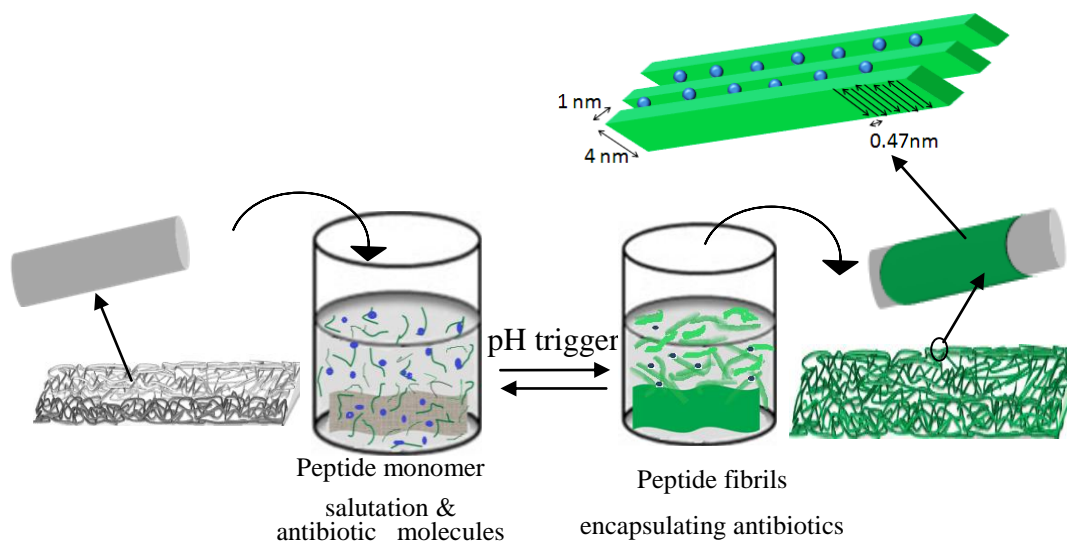 1 nm
4 nm
0.47nm
pH trigger
Peptide monomer
salutation &
antibiotic molecules
Peptide fibrils
encapsulating antibiotics